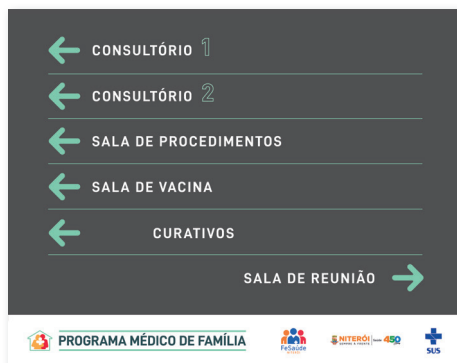 CONSULTÓRIO 1
CONSULTÓRIO 2
SALA DE PROCEDIMENTOS
SALA DE VACINA
CURATIVOS
SALA DE REUNIÃO
PROGRAMA MÉDICO DE FAMÍLIA
FeSaúde
NITERÓI
450
SUS